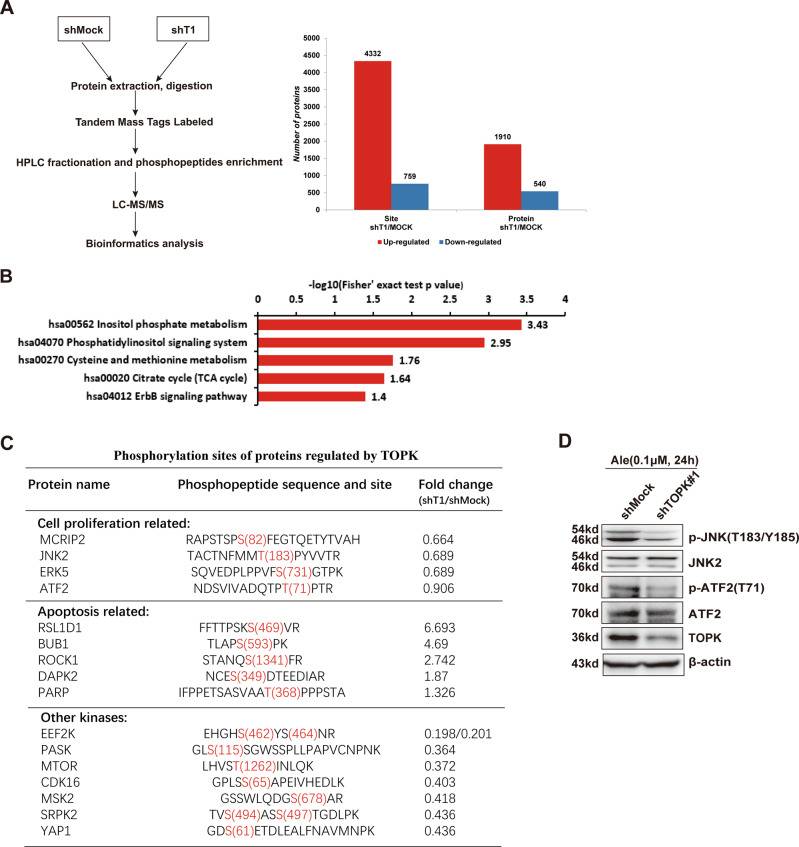 A
shMock
shT1
Protein extraction, digestion
Tandem Mass Tags Labeled
HPLC fractionation and phosphopeptides enrichment
LC-MS/MS
Bioinformatics analysis
Number of proteins
5000
4500
4000
3500
3000
2500
2000
1500
1000
500
0
4332
759
1910
540
Site
shT1/MOCK
Protein
shT1/MOCK
Up-regulated
Down-regulated
B
-log10(Fisher' exact test p value)
0 0.5 1 1.5 2 2.5 3 3.5 4
hsa00562 Inositol phosphate metabolism 3.43
hsa04070 Phosphatidylinositol signaling system 2.95
hsa00270 Cysteine and methionine metabolism 1.76
hsa00020 Citrate cycle (TCA cycle) 1.64
hsa04012 ErbB signaling pathway 1.4
C
Phosphorylation sites of proteins regulated by TOPK
Protein name Phosphopeptide sequence and site Fold change
(shT1/shMock)
Cell proliferation related:
MCRIP2 RAPSTSPS(82)FEGTQETYTVAH 0.664
JNK2 TACTNFMMT(183)PYVVTR 0.689
ERK5 SQVEDPLPPVFS(731)GTPK 0.689
ATF2 NDSVIVADQTPT(71)PTR 0.906
Apoptosis related:
RSL1D1 FFTTPSKS(469)VR 6.693
BUB1 TLAPS(593)PK 4.69
ROCK1 STANQS(1341)FR 2.742
DAPK2 NCES(349)DTEEDIAR 1.87
PARP IFPPETSASVAAT(368)PPPSTA 1.326
Other kinases:
EEF2K EHGHS(462)YS(464)NR 0.198/0.201
PASK GLS(115)SGWSSPLLPAPVCNPNK 0.364
MTOR LHVST(1262)INLQK 0.372
CDK16 GPLSS(65)APEIVHEDLK 0.403
MSK2 GSSWLQDGS(678)AR 0.418
SRPK2 TVS(494)ASS(497)TGDLPK 0.436
YAP1 GDS(61)ETDLEALFNAVMNPK 0.436
D
Ale(0.1μM, 24h)
shMock
shTOPK#1
54kd
46kd
p-JNK(T183/Y185)
54kd
46kd
JNK2
70kd
p-ATF2(T71)
70kd
ATF2
36kd
TOPK
43kd
β-actin